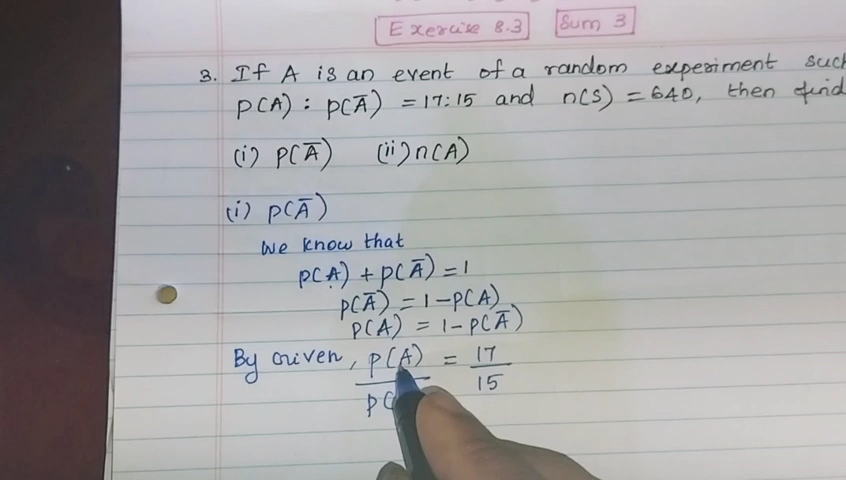 Exercise 8.3 Sum 3
3. If A is an event of a random experiment such
P(A) : P(A̅) = 17:15 and n(S) = 640, then find
(i) P(A̅) (ii) n(A)
(i) P(A̅)
We know that
P(A) + P(A̅) = 1
P(A̅) = 1 - P(A)
P(A) = 1 - P(A̅)
By Given, P(A) = 17
P( 15